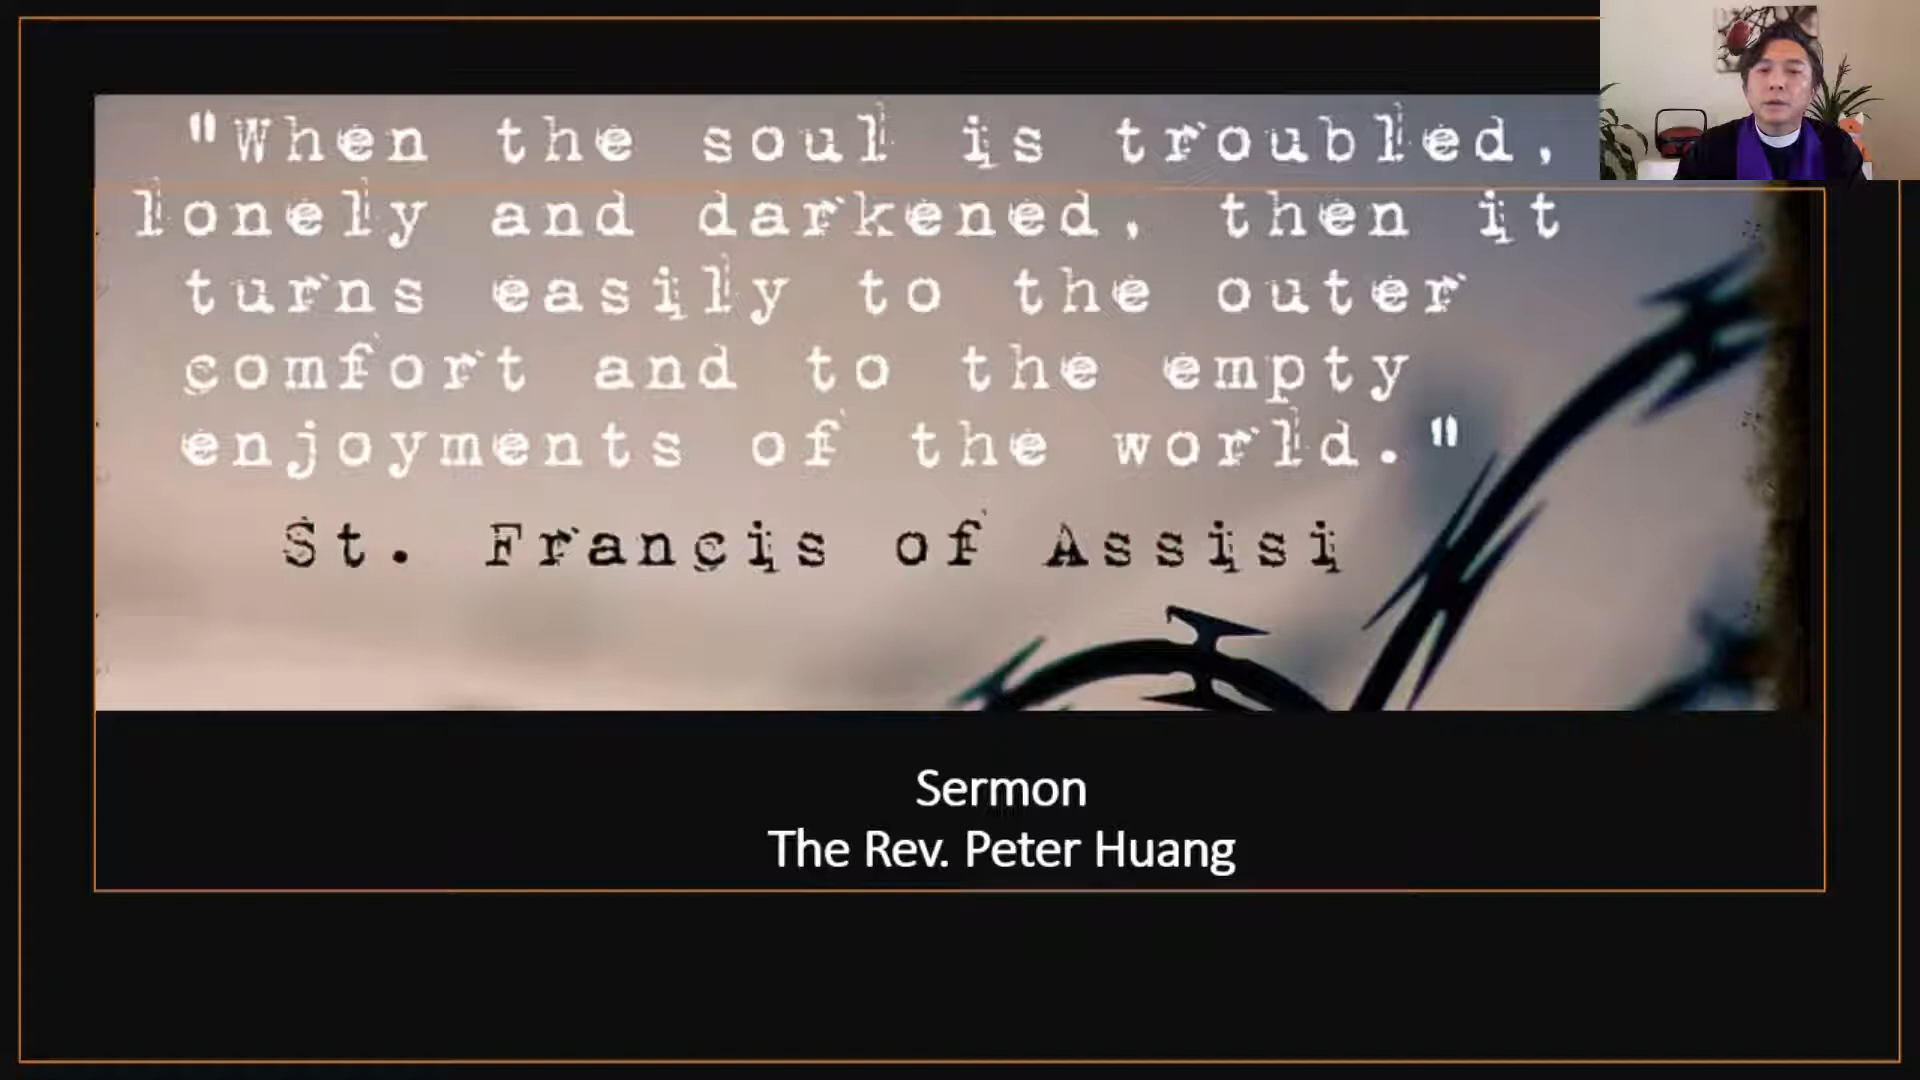 "When the soul is troubled,
lonely and darkened, then it
turns easily to the outer
comfort and to the empty
enjoyments of the world."
St. Francis of Assisi
Sermon
The Rev. Peter Huang